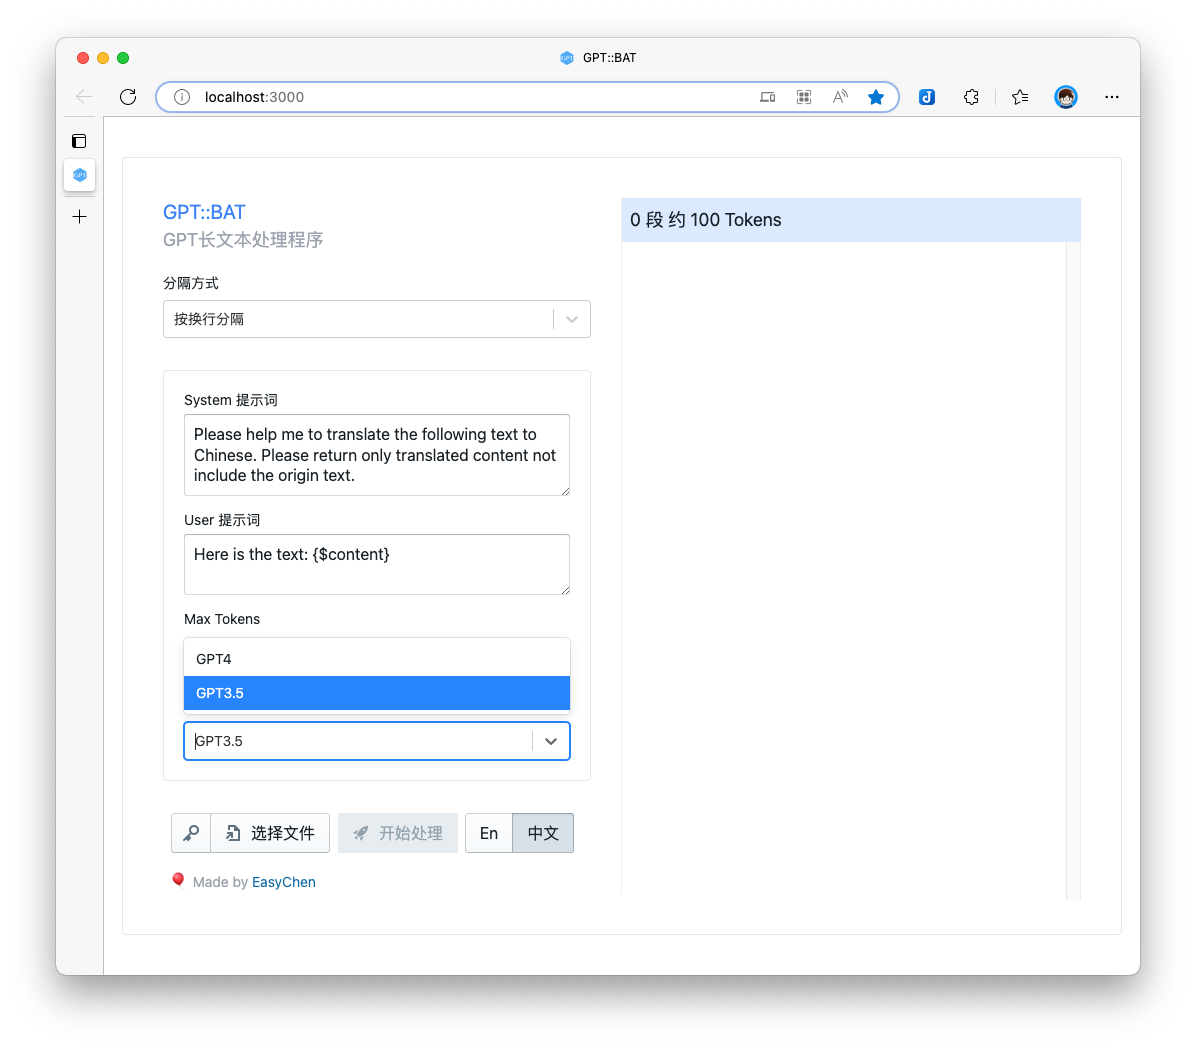 GPT::BAT
localhost:3000
GPT::BAT
GPT长文本处理程序
分隔方式
按换行分隔
System 提示词
Please help me to translate the following text to
Chinese. Please return only translated content not
include the origin text.
User 提示词
Here is the text: {$content}
Max Tokens
GPT4
GPT3.5
GPT3.5
选择文件
开始处理
En
中文
Made by EasyChen
0 段 约 100 Tokens